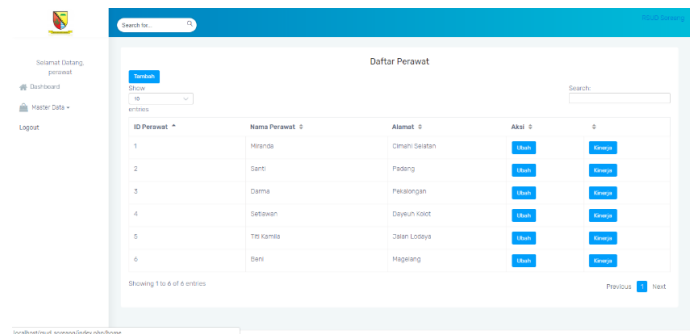 Search for...
RSUD Soreang
Selamat Datang,
perawat
Dashboard
Master Data
Logout
Daftar Perawat
Tambah
Show
10
entries
Search:
ID Perawat Nama Perawat Alamat Aksi
1 Miranda Cimahi Selatan Ubah Kinerja
2 Santi Padang Ubah Kinerja
3 Darma Pekalongan Ubah Kinerja
4 Setiawan Dayeuh Kolot Ubah Kinerja
5 Titi Kamila Jalan Lodaya Ubah Kinerja
6 Beni Magelang Ubah Kinerja
Showing 1 to 6 of 6 entries
Previous 1 Next